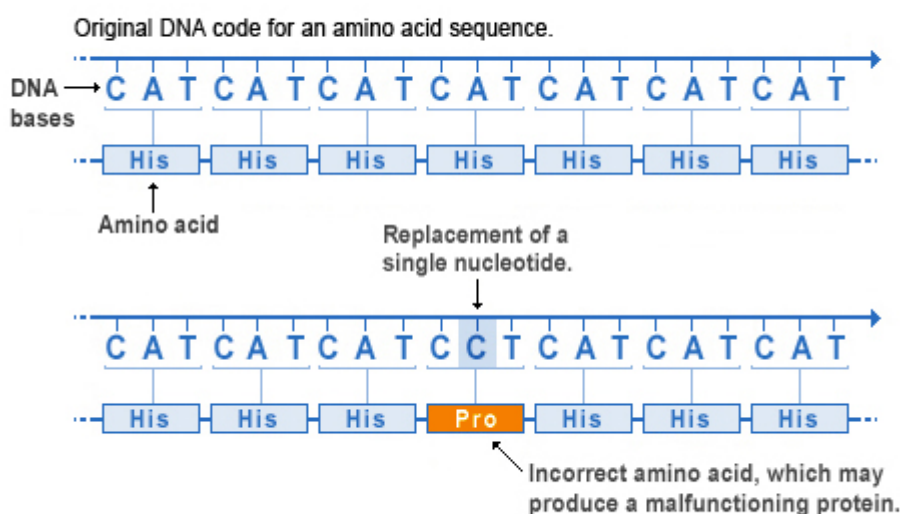 Original DNA code for an amino acid sequence.
DNA bases
C A T C A T C A T C A T C A T C A T C A T
His His His His His His His
Amino acid
Replacement of a
single nucleotide.
C A T C A T C A T C C T C A T C A T C A T
His His His Pro His His His
Incorrect amino acid, which may
produce a malfunctioning protein.